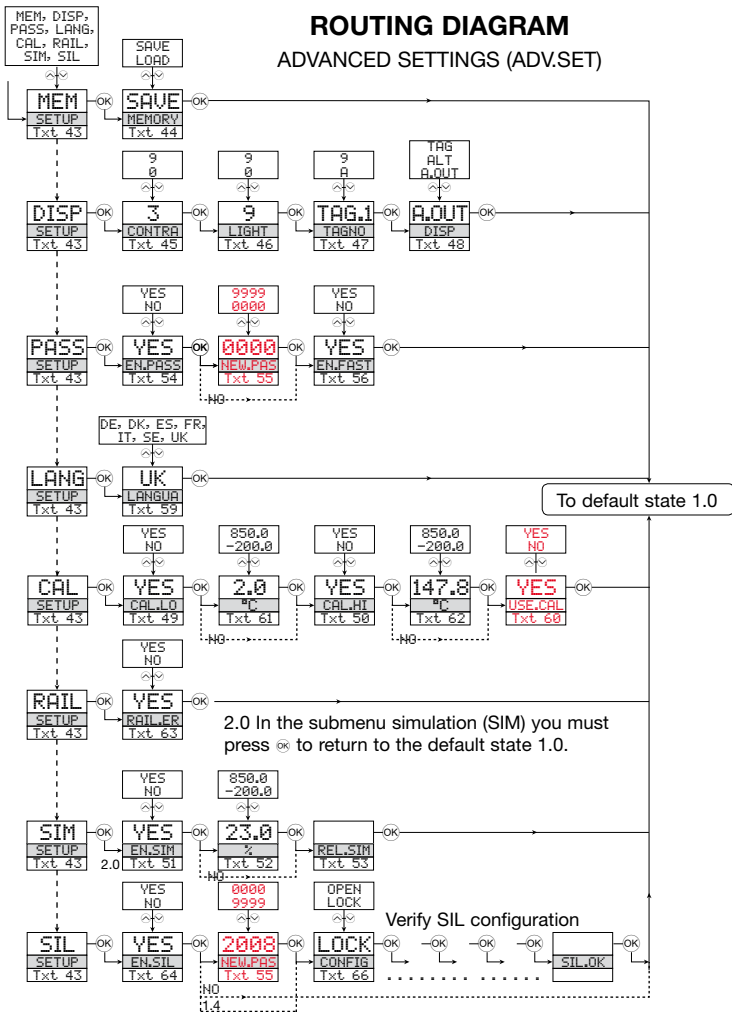 MEM, DISP,
PASS, LANG,
CAL, RAIL,
SIM, SIL
ROUTING DIAGRAM
ADVANCED SETTINGS (ADV.SET)
SAVE
LOAD
MEM OK SAVE OK
SETUP MEMORY
Txt 43 Txt 44
9 9 9 TAG
0 0 A ALT
A.OUT
DISP OK 3 OK 9 OK TAG.1 OK A.OUT OK
SETUP CONTRA LIGHT TAGNO DISP
Txt 43 Txt 45 Txt 46 Txt 47 Txt 48
YES 9999 YES
NO 0000 NO
PASS OK YES OK 0000 OK YES OK
SETUP EN.PASS NEW.PAS EN.FAST
Txt 43 Txt 54 Txt 55 Txt 56
NO
DE, DK, ES, FR,
IT, SE, UK
LANG OK UK OK
SETUP LANGUA
Txt 43 Txt 59
To default state 1.0
YES 850.0 YES 850.0 YES
NO -200.0 NO -200.0 NO
CAL OK YES OK 2.0 OK YES OK 147.8 OK YES OK
SETUP CAL.LO °C CAL.HI °C USE.CAL
Txt 43 Txt 49 Txt 61 Txt 50 Txt 62 Txt 60
NO NO
YES
NO
RAIL OK YES OK
SETUP RAIL.ER
Txt 43 Txt 63
2.0 In the submenu simulation (SIM) you must
press OK to return to the default state 1.0.
YES 850.0
NO -200.0
SIM OK YES OK 23.0 OK OK
SETUP EN.SIM % REL.SIM
Txt 43 2.0 Txt 51 Txt 52 Txt 53
NO
YES 0000 OPEN
NO 9999 LOCK
Verify SIL configuration
SIL OK YES OK 2008 OK LOCK OK OK OK OK OK
SETUP EN.SIL NEW.PAS CONFIG SIL.OK
Txt 43 Txt 64 Txt 55 Txt 66 . . . . . . . . . . . . . .
NO
1.4